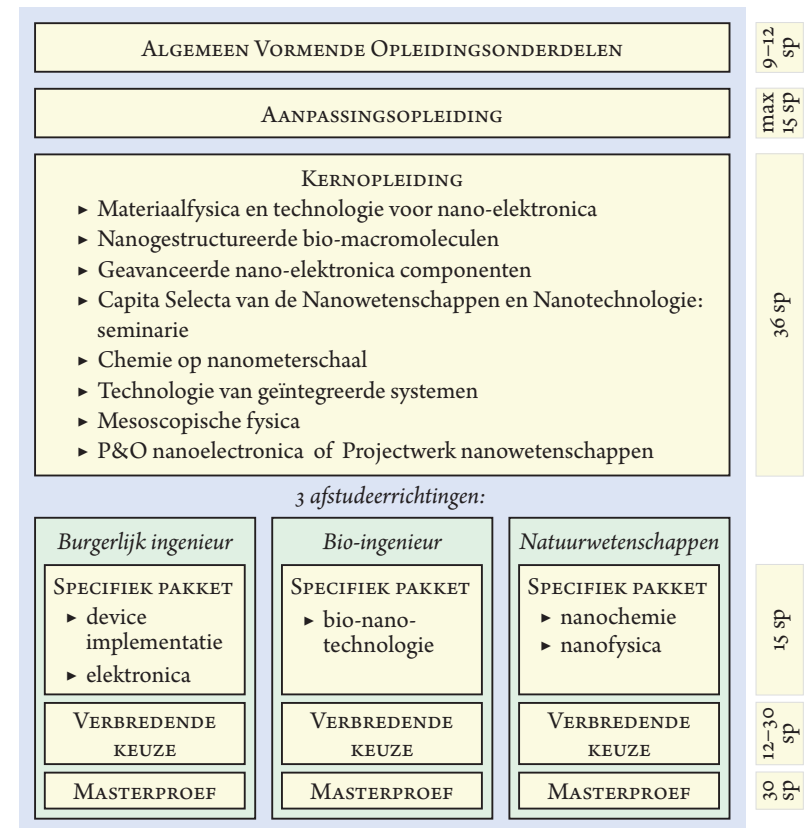 Algemeen Vormende Opleidingsonderdelen
9–12
sp
Aanpassingsopleiding
max
15 sp
Kernopleiding
▸ Materiaalfysica en technologie voor nano-elektronica
▸ Nanogestructureerde bio-macromoleculen
▸ Geavanceerde nano-elektronica componenten
▸ Capita Selecta van de Nanowetenschappen en Nanotechnologie:
seminarie
▸ Chemie op nanometerschaal
▸ Technologie van geïntegreerde systemen
▸ Mesoscopische fysica
▸ P&O nanoelectronica of Projectwerk nanowetenschappen
36 sp
3 afstudeerrichtingen:
Burgerlijk ingenieur
Specifiek pakket
▸ device
implementatie
▸ elektronica
Verbredende
keuze
Masterproef
Bio-ingenieur
Specifiek pakket
▸ bio-nano-
technologie
Verbredende
keuze
Masterproef
Natuurwetenschappen
Specifiek pakket
▸ nanochemie
▸ nanofysica
Verbredende
keuze
Masterproef
15 sp
12–30
sp
30
sp